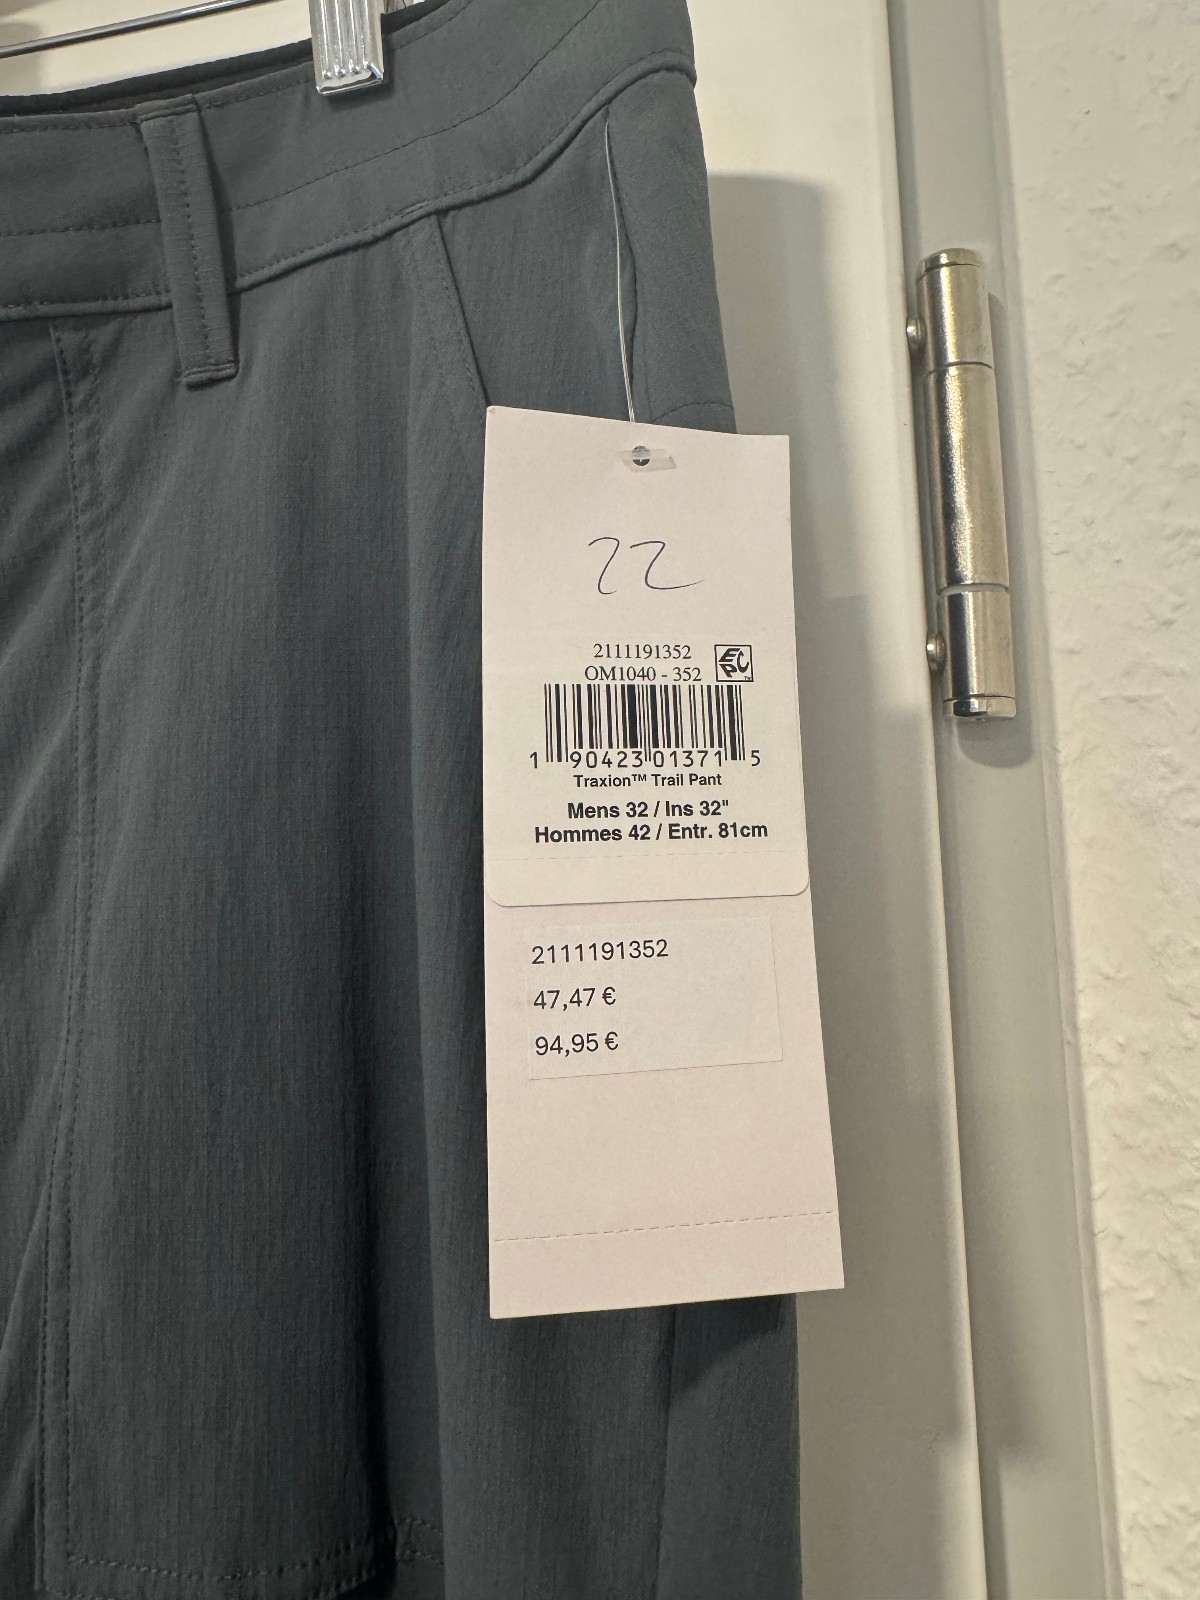 22
2111191352
OM1040 - 352
EPC™
1 90423 01371 5
Traxion™ Trail Pant
Mens 32 / Ins 32"
Hommes 42 / Entr. 81cm
2111191352
47,47 €
94,95 €